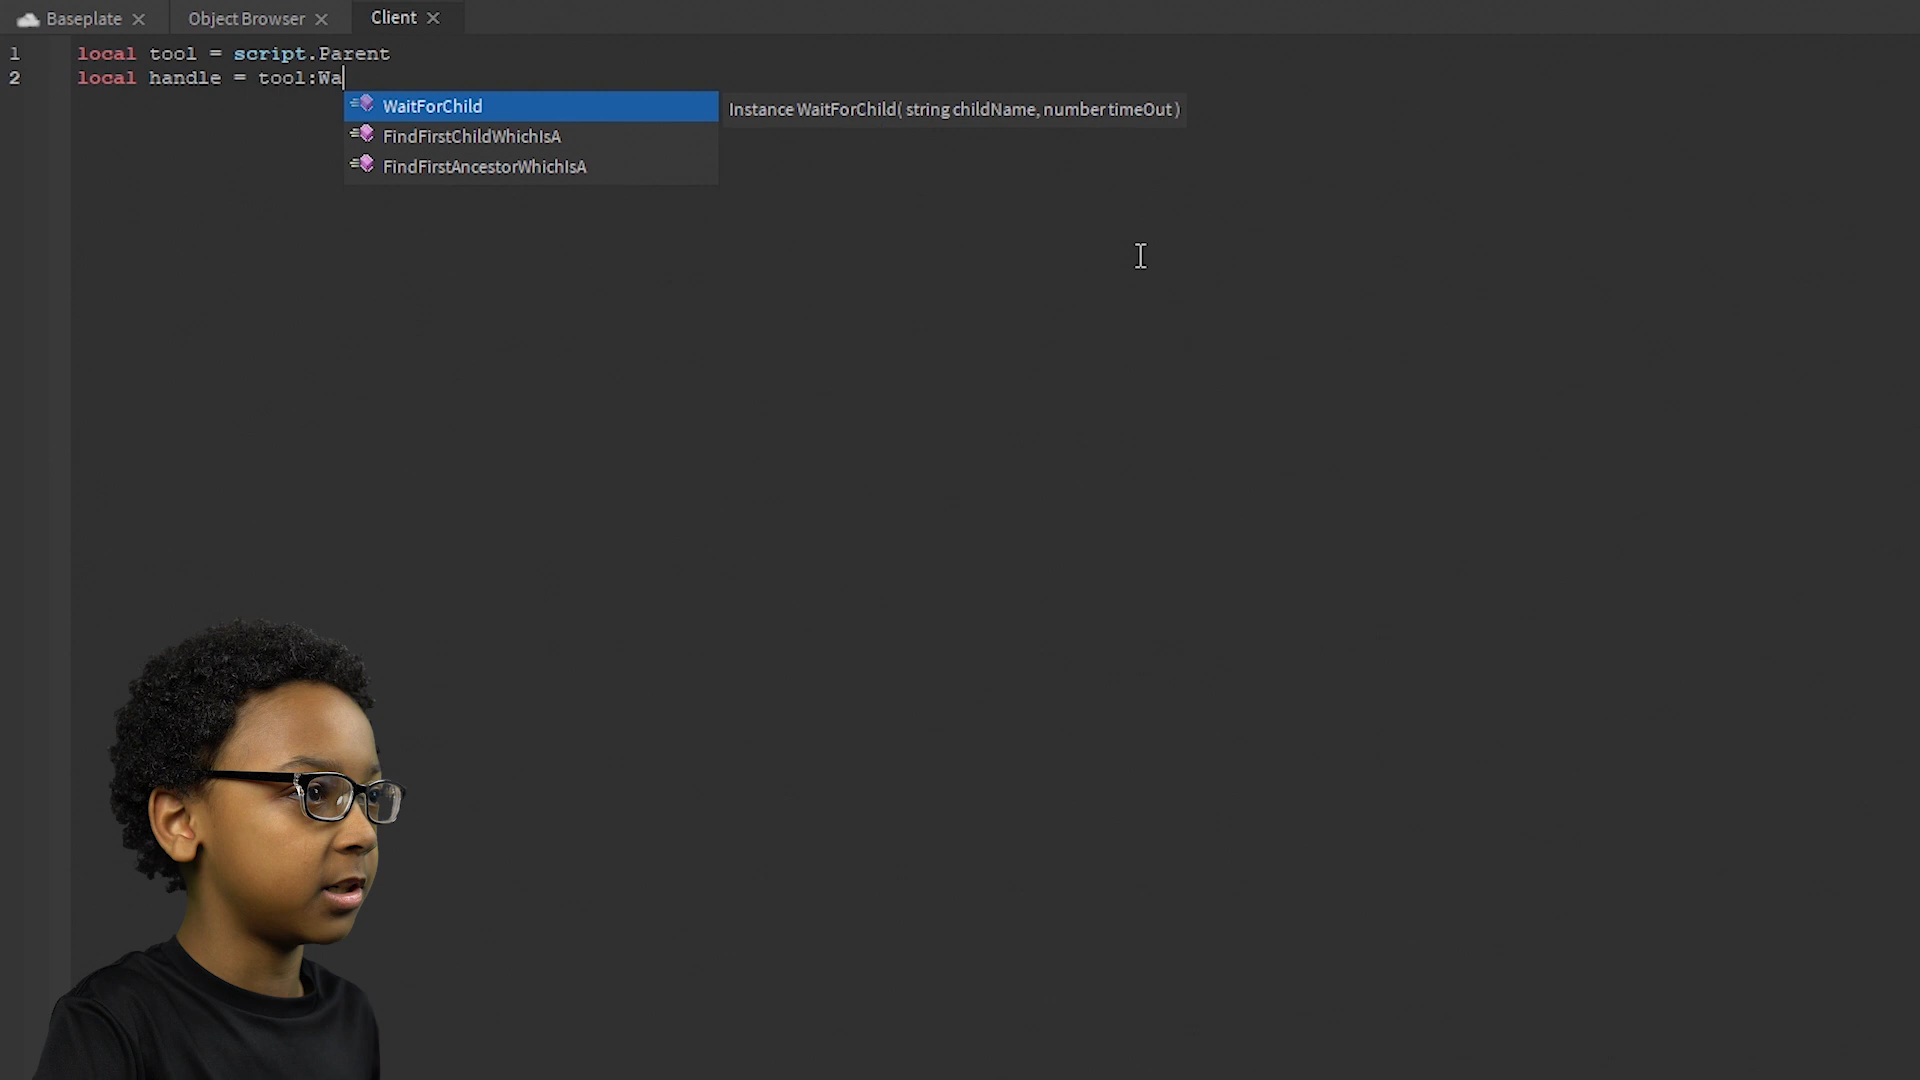 Baseplate
Object Browser
Client
1 local tool = script.Parent
2 local handle = tool:Wa
WaitForChild
Instance WaitForChild( string childName, number timeOut )
FindFirstChildWhichIsA
FindFirstAncestorWhichIsA